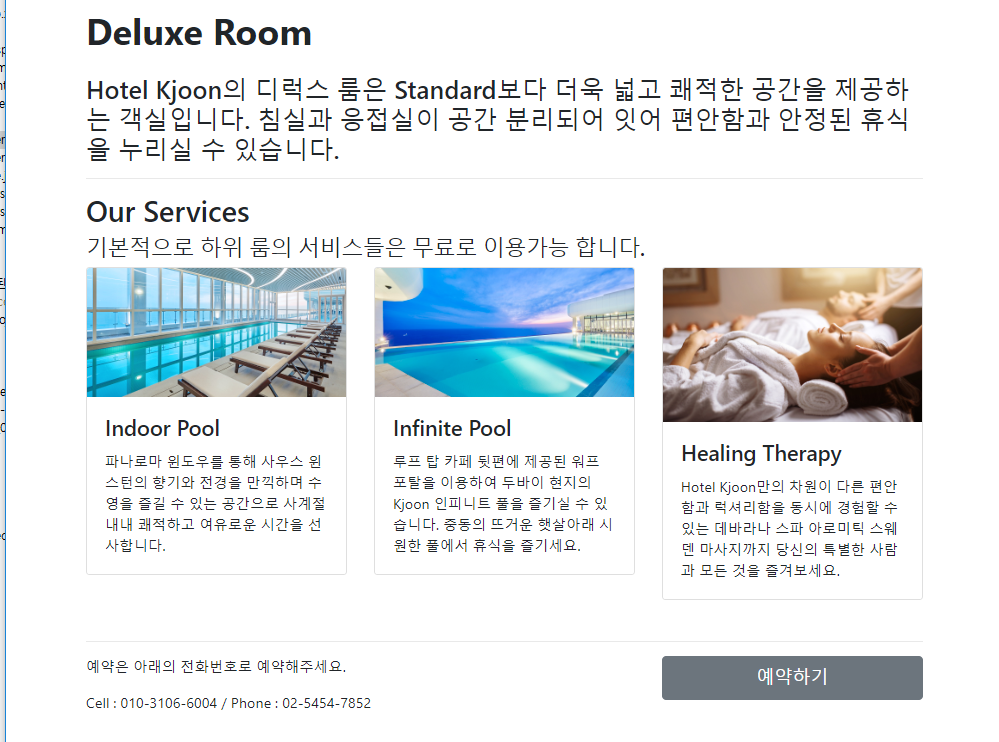 Deluxe Room
Hotel Kjoon의 디럭스 룸은 Standard보다 더욱 넓고 쾌적한 공간을 제공하
는 객실입니다. 침실과 응접실이 공간 분리되어 잇어 편안함과 안정된 휴식
을 누리실 수 있습니다.
Our Services
기본적으로 하위 룸의 서비스들은 무료로 이용가능 합니다.
Indoor Pool
파나로마 윈도우를 통해 사우스 윈
스턴의 향기와 전경을 만끽하며 수
영을 즐길 수 있는 공간으로 사계절
내내 쾌적하고 여유로운 시간을 선
사합니다.
Infinite Pool
루프 탑 카페 뒷편에 제공된 워프
포탈을 이용하여 두바이 현지의
Kjoon 인피니트 풀을 즐기실 수 있
습니다. 중동의 뜨거운 햇살아래 시
원한 풀에서 휴식을 즐기세요.
Healing Therapy
Hotel Kjoon만의 차원이 다른 편안
함과 럭셔리함을 동시에 경험할 수
있는 데바라나 스파 아로미틱 스웨
덴 마사지까지 당신의 특별한 사람
과 모든 것을 즐겨보세요.
예약은 아래의 전화번호로 예약해주세요.
예약하기
Cell : 010-3106-6004 / Phone : 02-5454-7852